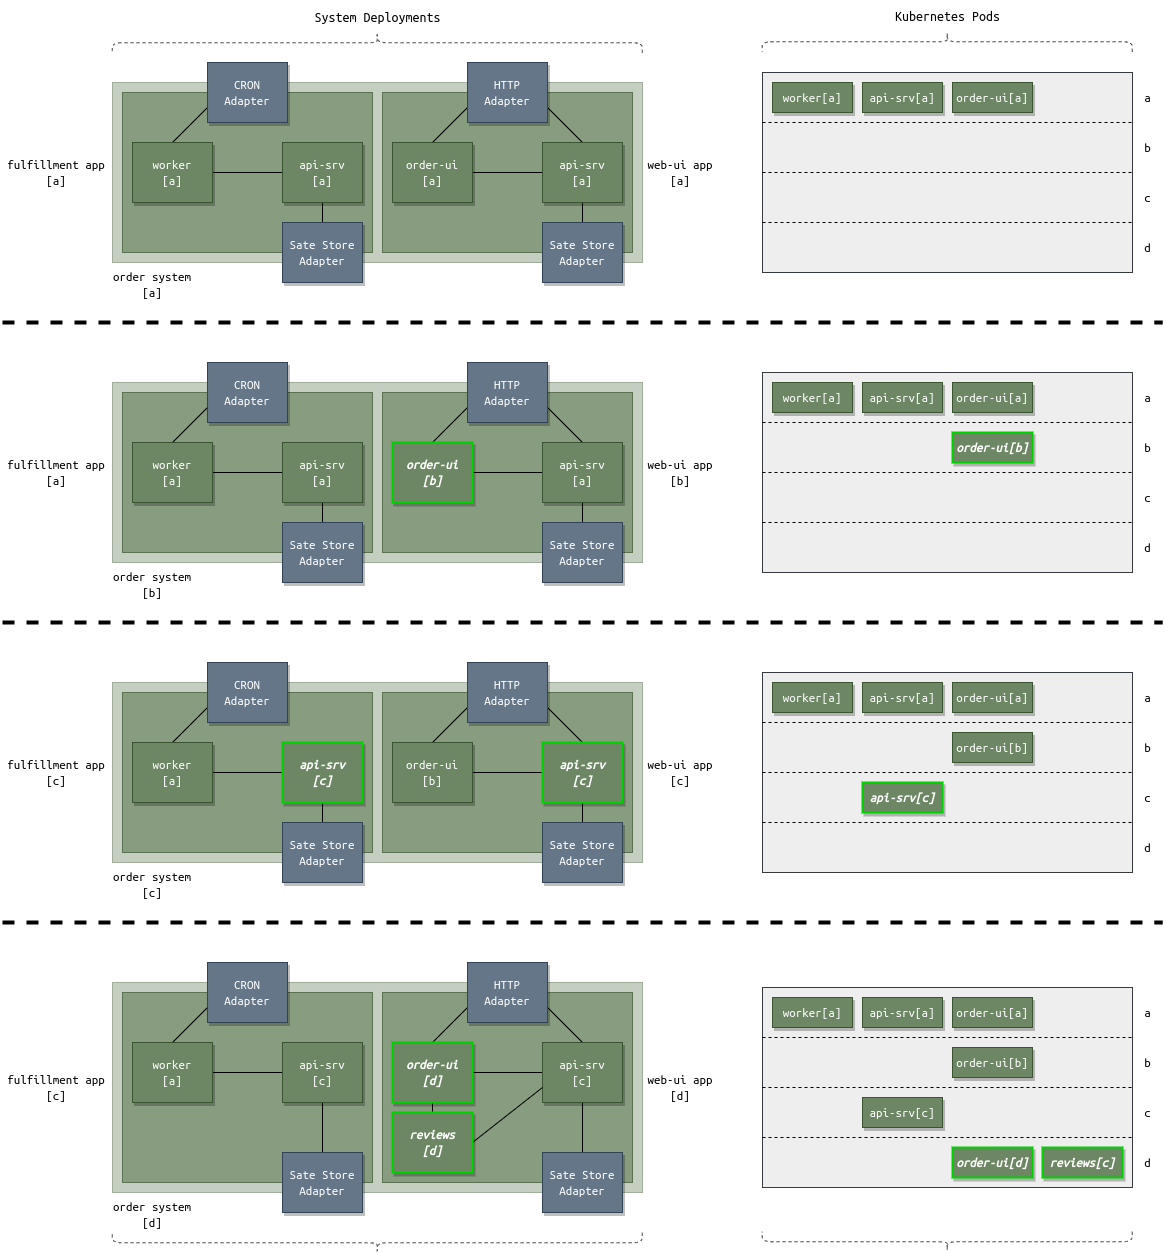 System Deployments
Kubernetes Pods
CRON
Adapter
HTTP
Adapter
fulfillment app
[a]
worker
[a]
api-srv
[a]
order-ui
[a]
api-srv
[a]
web-ui app
[a]
Sate Store
Adapter
Sate Store
Adapter
order system
[a]
worker[a] api-srv[a] order-ui[a] a
b
c
d
CRON
Adapter
HTTP
Adapter
fulfillment app
[a]
worker
[a]
api-srv
[a]
order-ui
[b]
api-srv
[a]
web-ui app
[b]
Sate Store
Adapter
Sate Store
Adapter
order system
[b]
worker[a] api-srv[a] order-ui[a] a
order-ui[b] b
c
d
CRON
Adapter
HTTP
Adapter
fulfillment app
[c]
worker
[a]
api-srv
[c]
order-ui
[b]
api-srv
[c]
web-ui app
[c]
Sate Store
Adapter
Sate Store
Adapter
order system
[c]
worker[a] api-srv[a] order-ui[a] a
order-ui[b] b
api-srv[c] c
d
CRON
Adapter
HTTP
Adapter
fulfillment app
[c]
worker
[a]
api-srv
[c]
order-ui
[d]
api-srv
[c]
web-ui app
[d]
reviews
[d]
Sate Store
Adapter
Sate Store
Adapter
order system
[d]
worker[a] api-srv[a] order-ui[a] a
order-ui[b] b
api-srv[c] c
order-ui[d] reviews[c] d